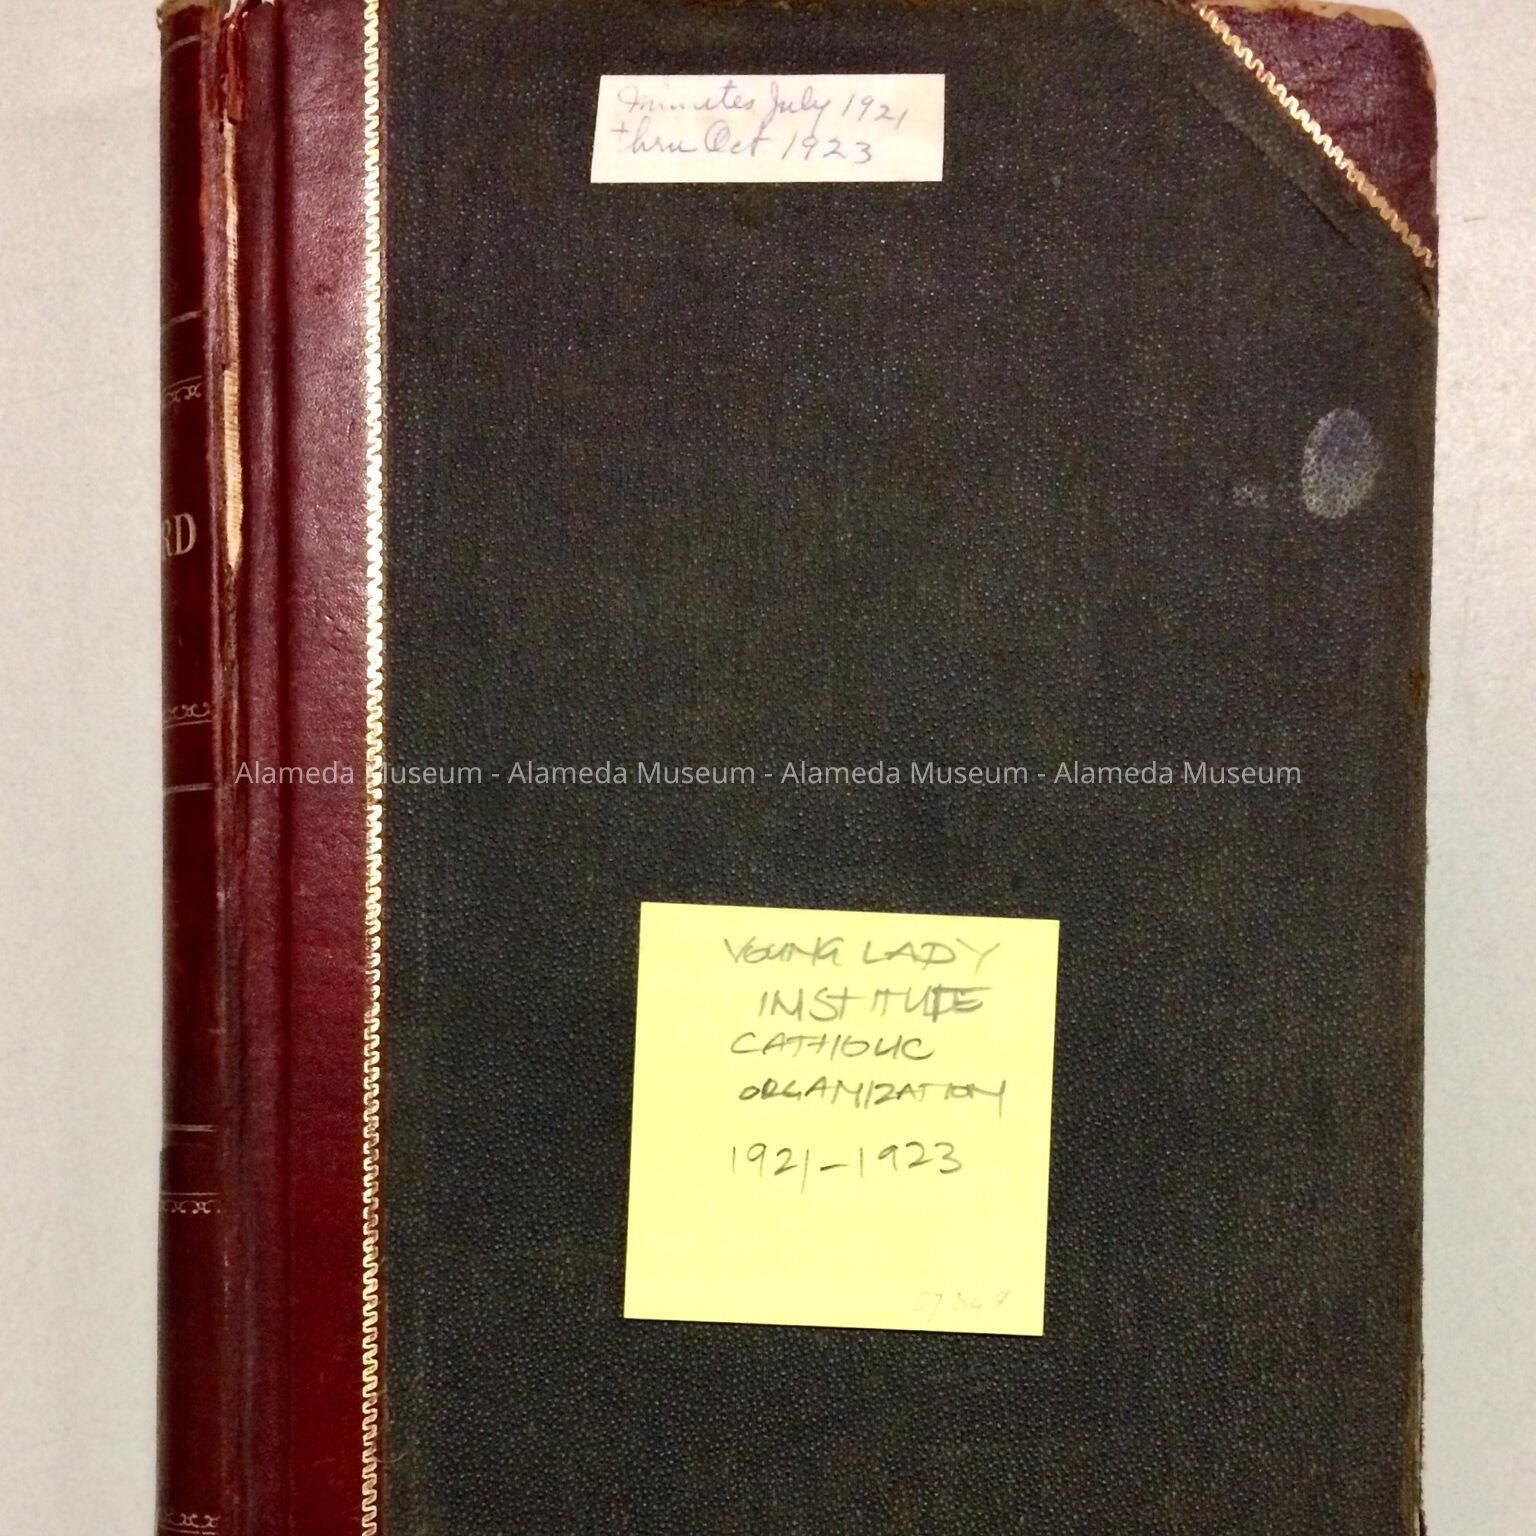 Minutes July 1921
thru Oct 1923
RD
Alameda Museum - Alameda Museum - Alameda Museum - Alameda Museum
YOUNG LADY
INSTITUTE
CATHOLIC
ORGANIZATION
1921-1923